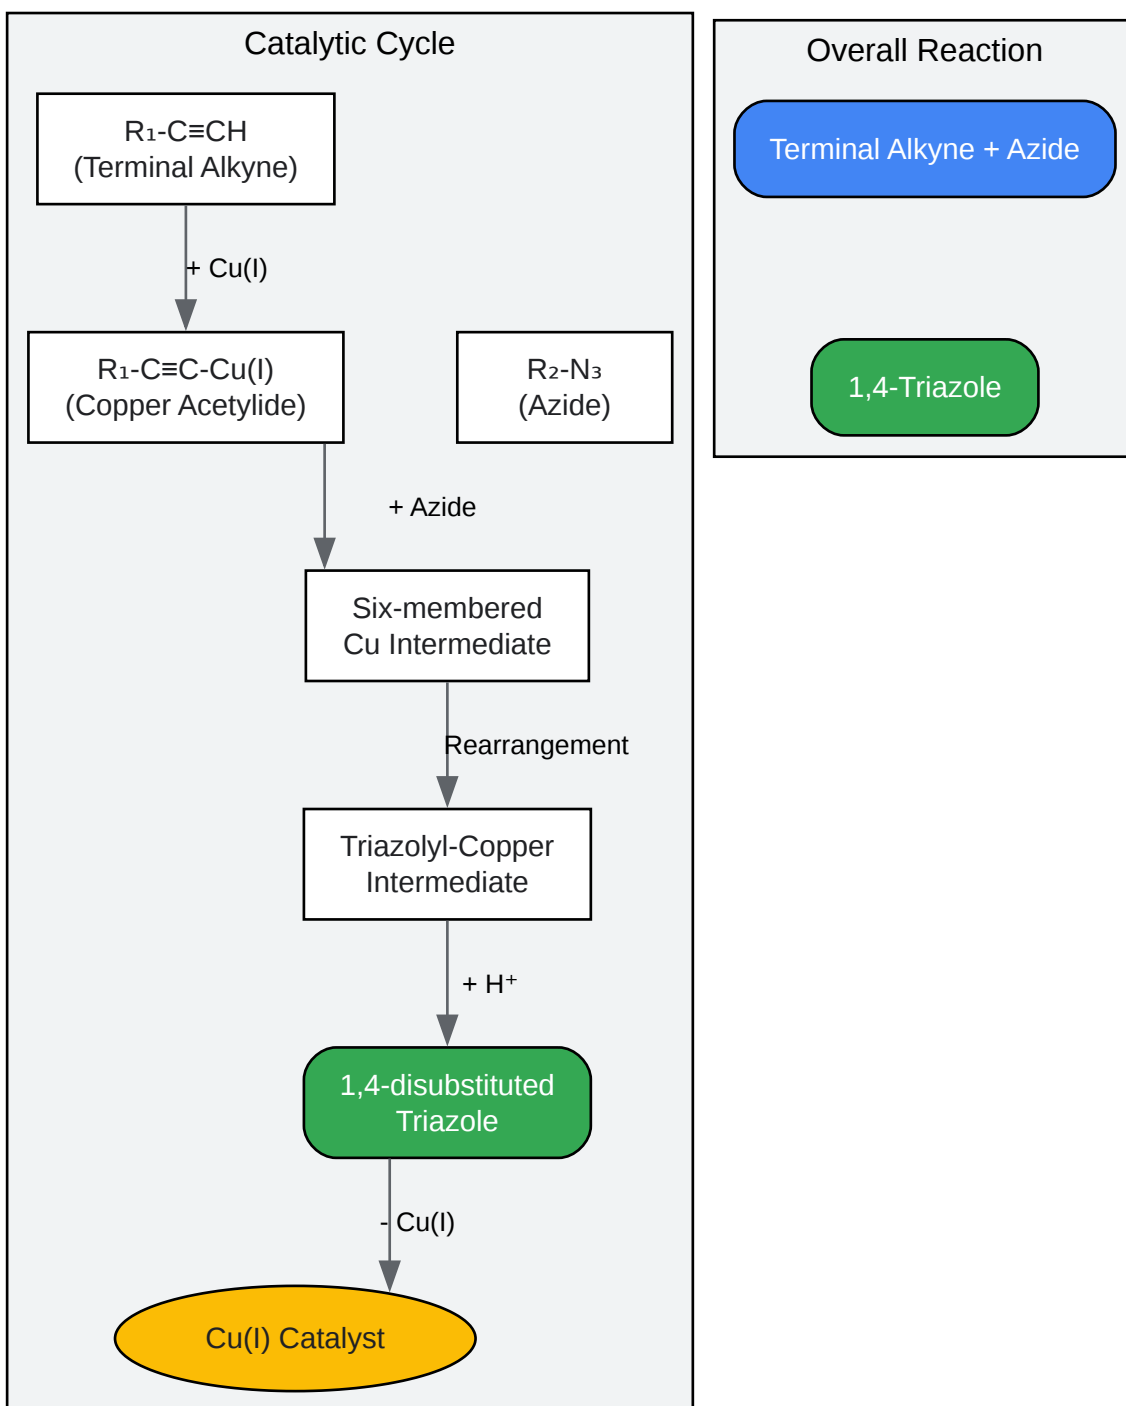 Catalytic Cycle
R₁-C≡CH
(Terminal Alkyne)
+ Cu(I)
R₁-C≡C-Cu(I)
(Copper Acetylide)
R₂-N₃
(Azide)
+ Azide
Six-membered
Cu Intermediate
Rearrangement
Triazolyl-Copper
Intermediate
+ H⁺
1,4-disubstituted
Triazole
- Cu(I)
Cu(I) Catalyst
Overall Reaction
Terminal Alkyne + Azide
1,4-Triazole